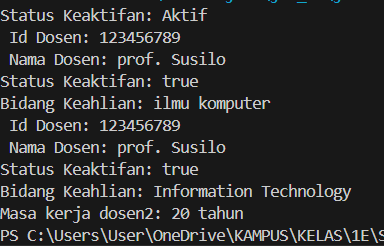 Status Keaktifan: Aktif
Id Dosen: 123456789
Nama Dosen: prof. Susilo
Status Keaktifan: true
Bidang Keahlian: ilmu komputer
Id Dosen: 123456789
Nama Dosen: prof. Susilo
Status Keaktifan: true
Bidang Keahlian: Information Technology
Masa kerja dosen2: 20 tahun
PS C:\Users\User\OneDrive\KAMPUS\KELAS\1E\